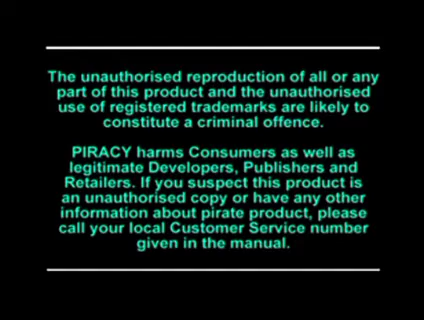 The unauthorised reproduction of all or any
part of this product and the unauthorised
use of registered trademarks are likely to
constitute a criminal offence.
PIRACY harms Consumers as well as
legitimate Developers, Publishers and
Retailers. If you suspect this product is
an unauthorised copy or have any other
information about pirate product, please
call your local Customer Service number
given in the manual.